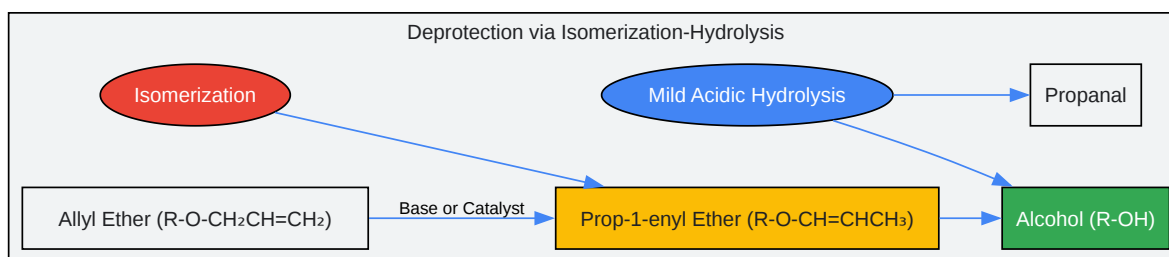 Deprotection via Isomerization-Hydrolysis
Isomerization
Mild Acidic Hydrolysis
Propanal
Allyl Ether (R-O-CH₂CH=CH₂)
Base or Catalyst
Prop-1-enyl Ether (R-O-CH=CHCH₃)
Alcohol (R-OH)